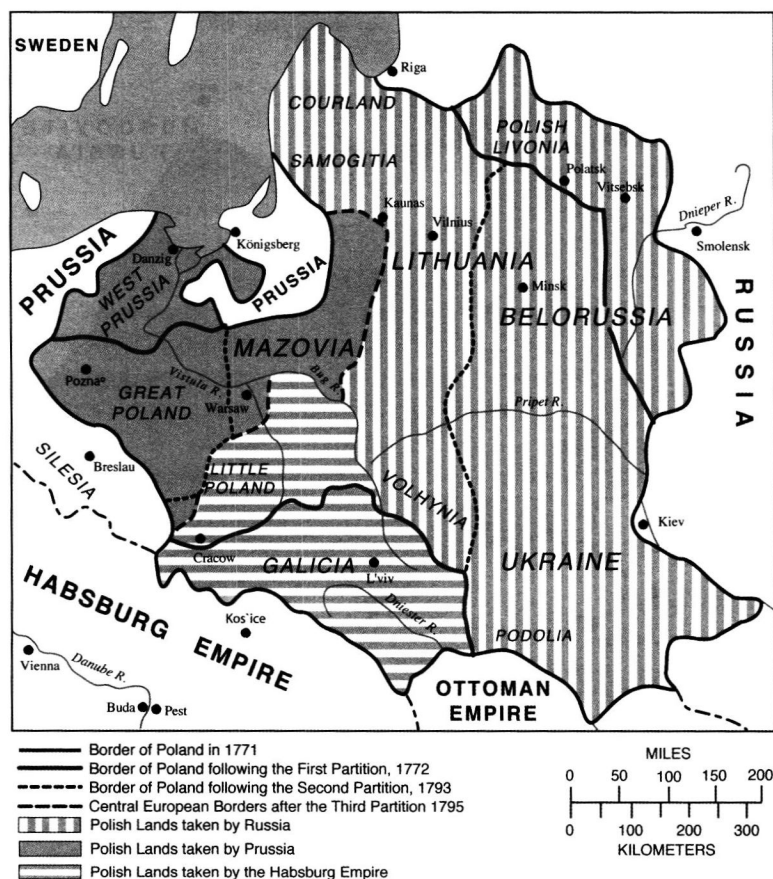 SWEDEN
Riga
COURLAND
SAMOGITIA
POLISH
LIVONIA
Polatsk
Vitsebsk
Dnieper R.
Smolensk
Kaunas
Vilnius
LITHUANIA
Königsberg
Danzig
PRUSSIA
WEST
PRUSSIA
PRUSSIA
Minsk
BELORUSSIA
RUSSIA
MAZOVIA
Poznaº
GREAT
POLAND
Vistula R.
Bug R.
Warsaw
Pripet R.
SILESIA
Breslau
LITTLE
POLAND
VOLHYNIA
Kiev
Cracow
GALICIA
L'viv
UKRAINE
HABSBURG EMPIRE
Kos`ice
Dniester R.
PODOLIA
Vienna
Danube R.
OTTOMAN
EMPIRE
Buda
Pest
Border of Poland in 1771
Border of Poland following the First Partition, 1772
Border of Poland following the Second Partition, 1793
Central European Borders after the Third Partition 1795
Polish Lands taken by Russia
Polish Lands taken by Prussia
Polish Lands taken by the Habsburg Empire
MILES
0 50 100 150 200
0 100 200 300
KILOMETERS